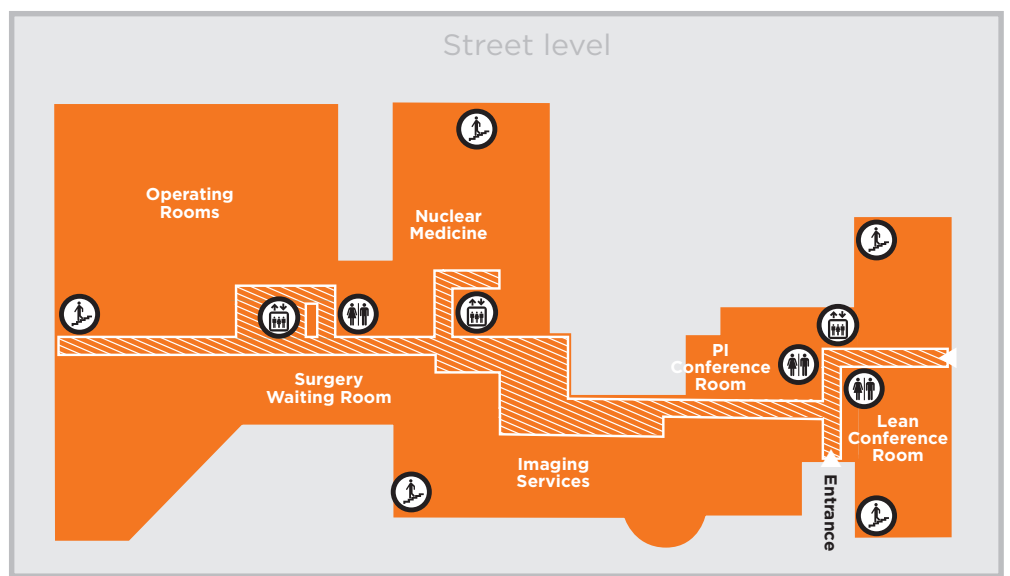 Street level
Operating
Rooms
Nuclear
Medicine
PI
Conference
Room
Surgery
Waiting Room
Lean
Conference
Room
Imaging
Services
Entrance